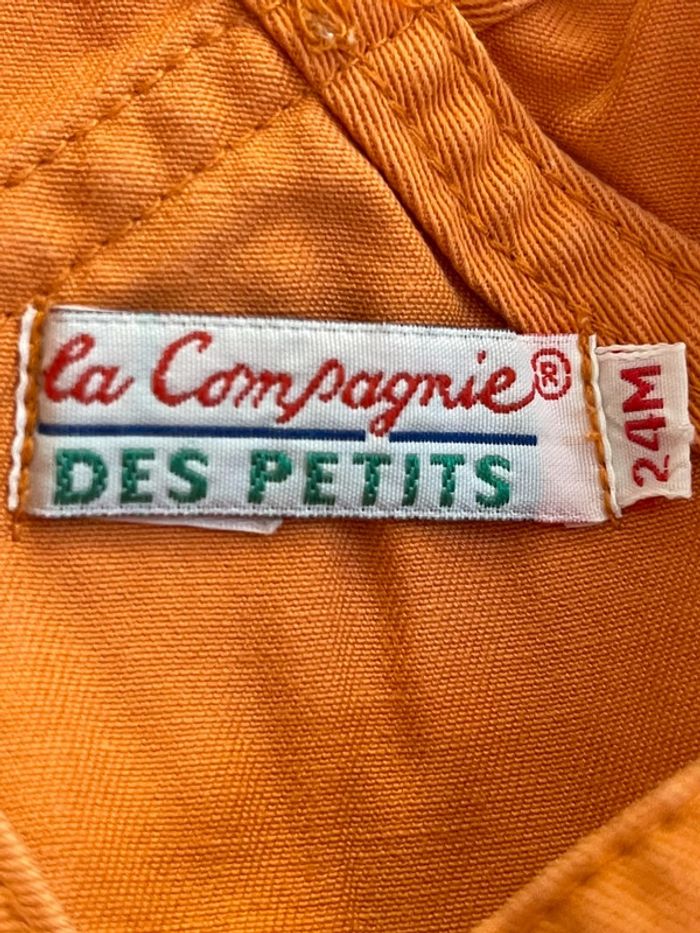 la Compagnie®
DES PETITS
24M